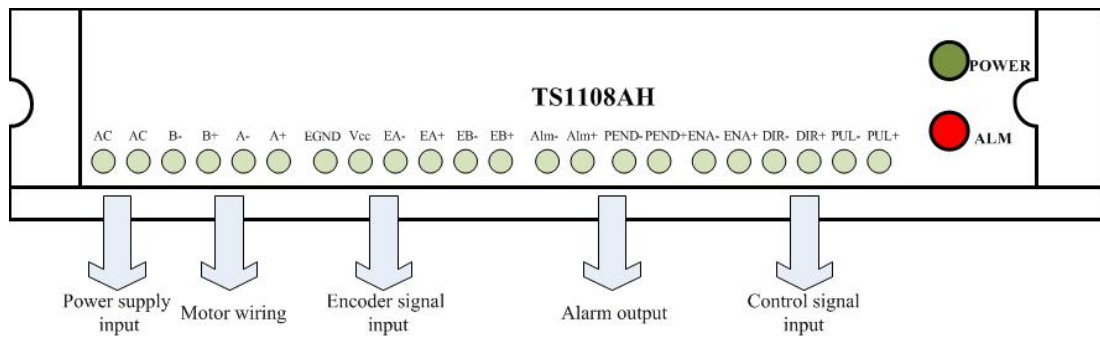 POWER
TS1108AH
AC AC B- B+ A- A+ EGND Vcc EA- EA+ EB- EB+ Alm- Alm+ PEND- PEND+ ENA- ENA+ DIR- DIR+ PUL- PUL+
ALM
Power supply
input
Motor wiring
Encoder signal
input
Alarm output
Control signal
input